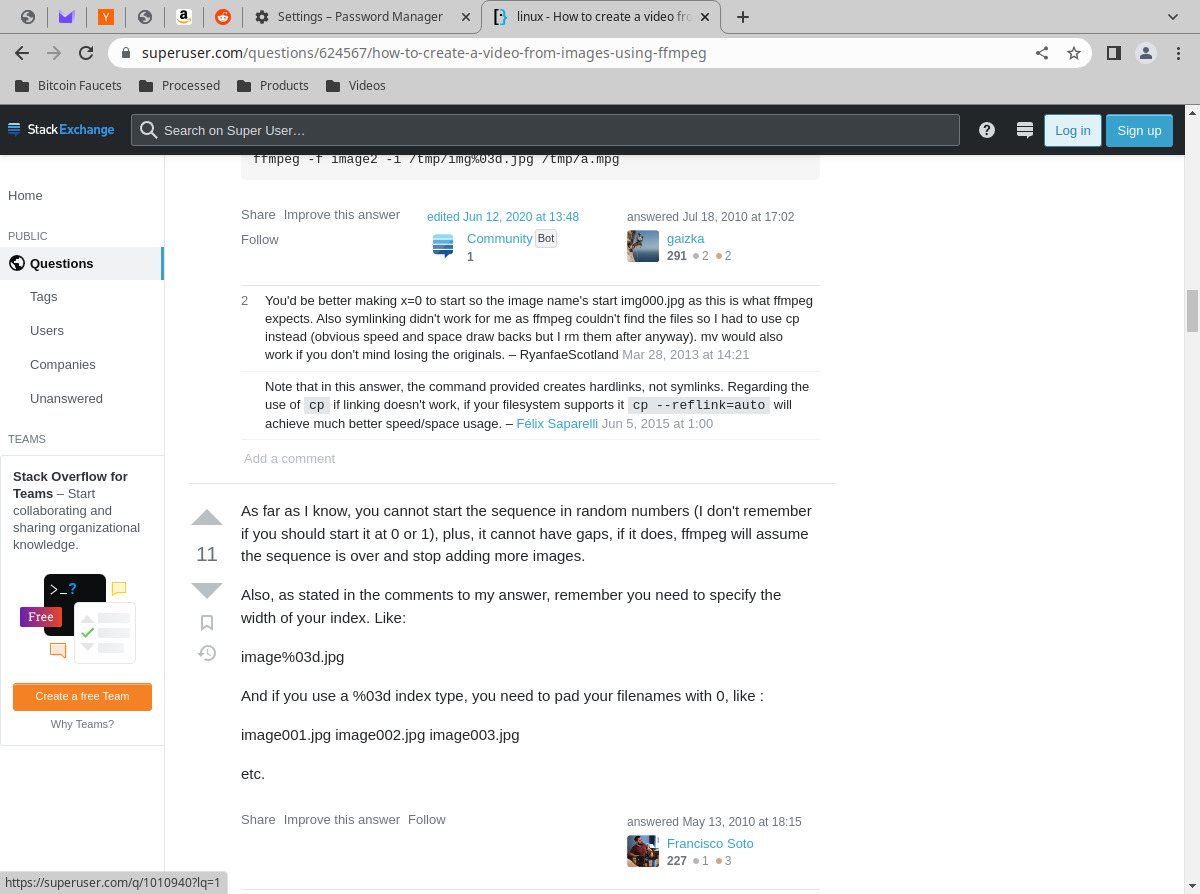 Settings – Password Manager
linux - How to create a video fro
superuser.com/questions/624567/how-to-create-a-video-from-images-using-ffmpeg
Bitcoin Faucets
Processed
Products
Videos
StackExchange
Search on Super User…
Log in
Sign up
Home
PUBLIC
Questions
Tags
Users
Companies
Unanswered
TEAMS
Stack Overflow for
Teams – Start
collaborating and
sharing organizational
knowledge.
>_?
Free
Create a free Team
Why Teams?
ffmpeg -f image2 -i /tmp/img%03d.jpg /tmp/a.mpg
Share Improve this answer
Follow
edited Jun 12, 2020 at 13:48
Community Bot
1
answered Jul 18, 2010 at 17:02
gaizka
291 ●2 ●2
2 You'd be better making x=0 to start so the image name's start img000.jpg as this is what ffmpeg
expects. Also symlinking didn't work for me as ffmpeg couldn't find the files so I had to use cp
instead (obvious speed and space draw backs but I rm them after anyway). mv would also
work if you don't mind losing the originals. – RyanfaeScotland Mar 28, 2013 at 14:21
Note that in this answer, the command provided creates hardlinks, not symlinks. Regarding the
use of cp if linking doesn't work, if your filesystem supports it cp --reflink=auto will
achieve much better speed/space usage. – Félix Saparelli Jun 5, 2015 at 1:00
Add a comment
11
As far as I know, you cannot start the sequence in random numbers (I don't remember
if you should start it at 0 or 1), plus, it cannot have gaps, if it does, ffmpeg will assume
the sequence is over and stop adding more images.
Also, as stated in the comments to my answer, remember you need to specify the
width of your index. Like:
image%03d.jpg
And if you use a %03d index type, you need to pad your filenames with 0, like :
image001.jpg image002.jpg image003.jpg
etc.
Share Improve this answer Follow
answered May 13, 2010 at 18:15
Francisco Soto
227 ●1 ●3
https://superuser.com/q/1010940?lq=1